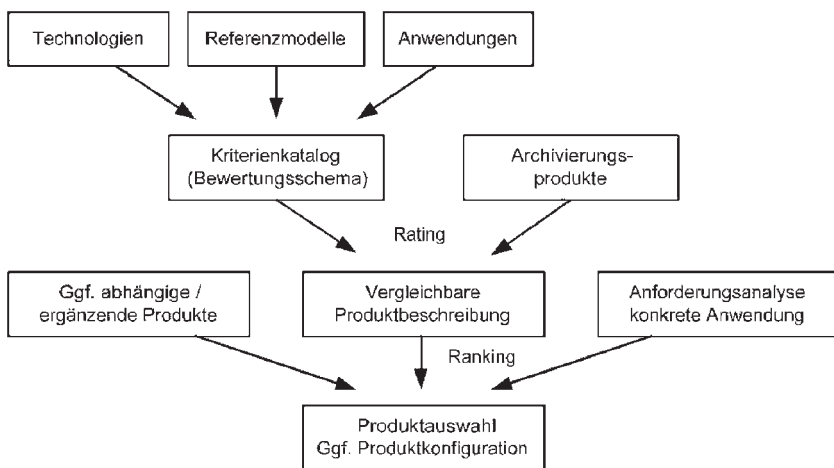 Technologien
Referenzmodelle
Anwendungen
Kriterienkatalog
(Bewertungsschema)
Archivierungs-
produkte
Rating
Ggf. abhängige /
ergänzende Produkte
Vergleichbare
Produktbeschreibung
Anforderungsanalyse
konkrete Anwendung
Ranking
Produktauswahl
Ggf. Produktkonfiguration